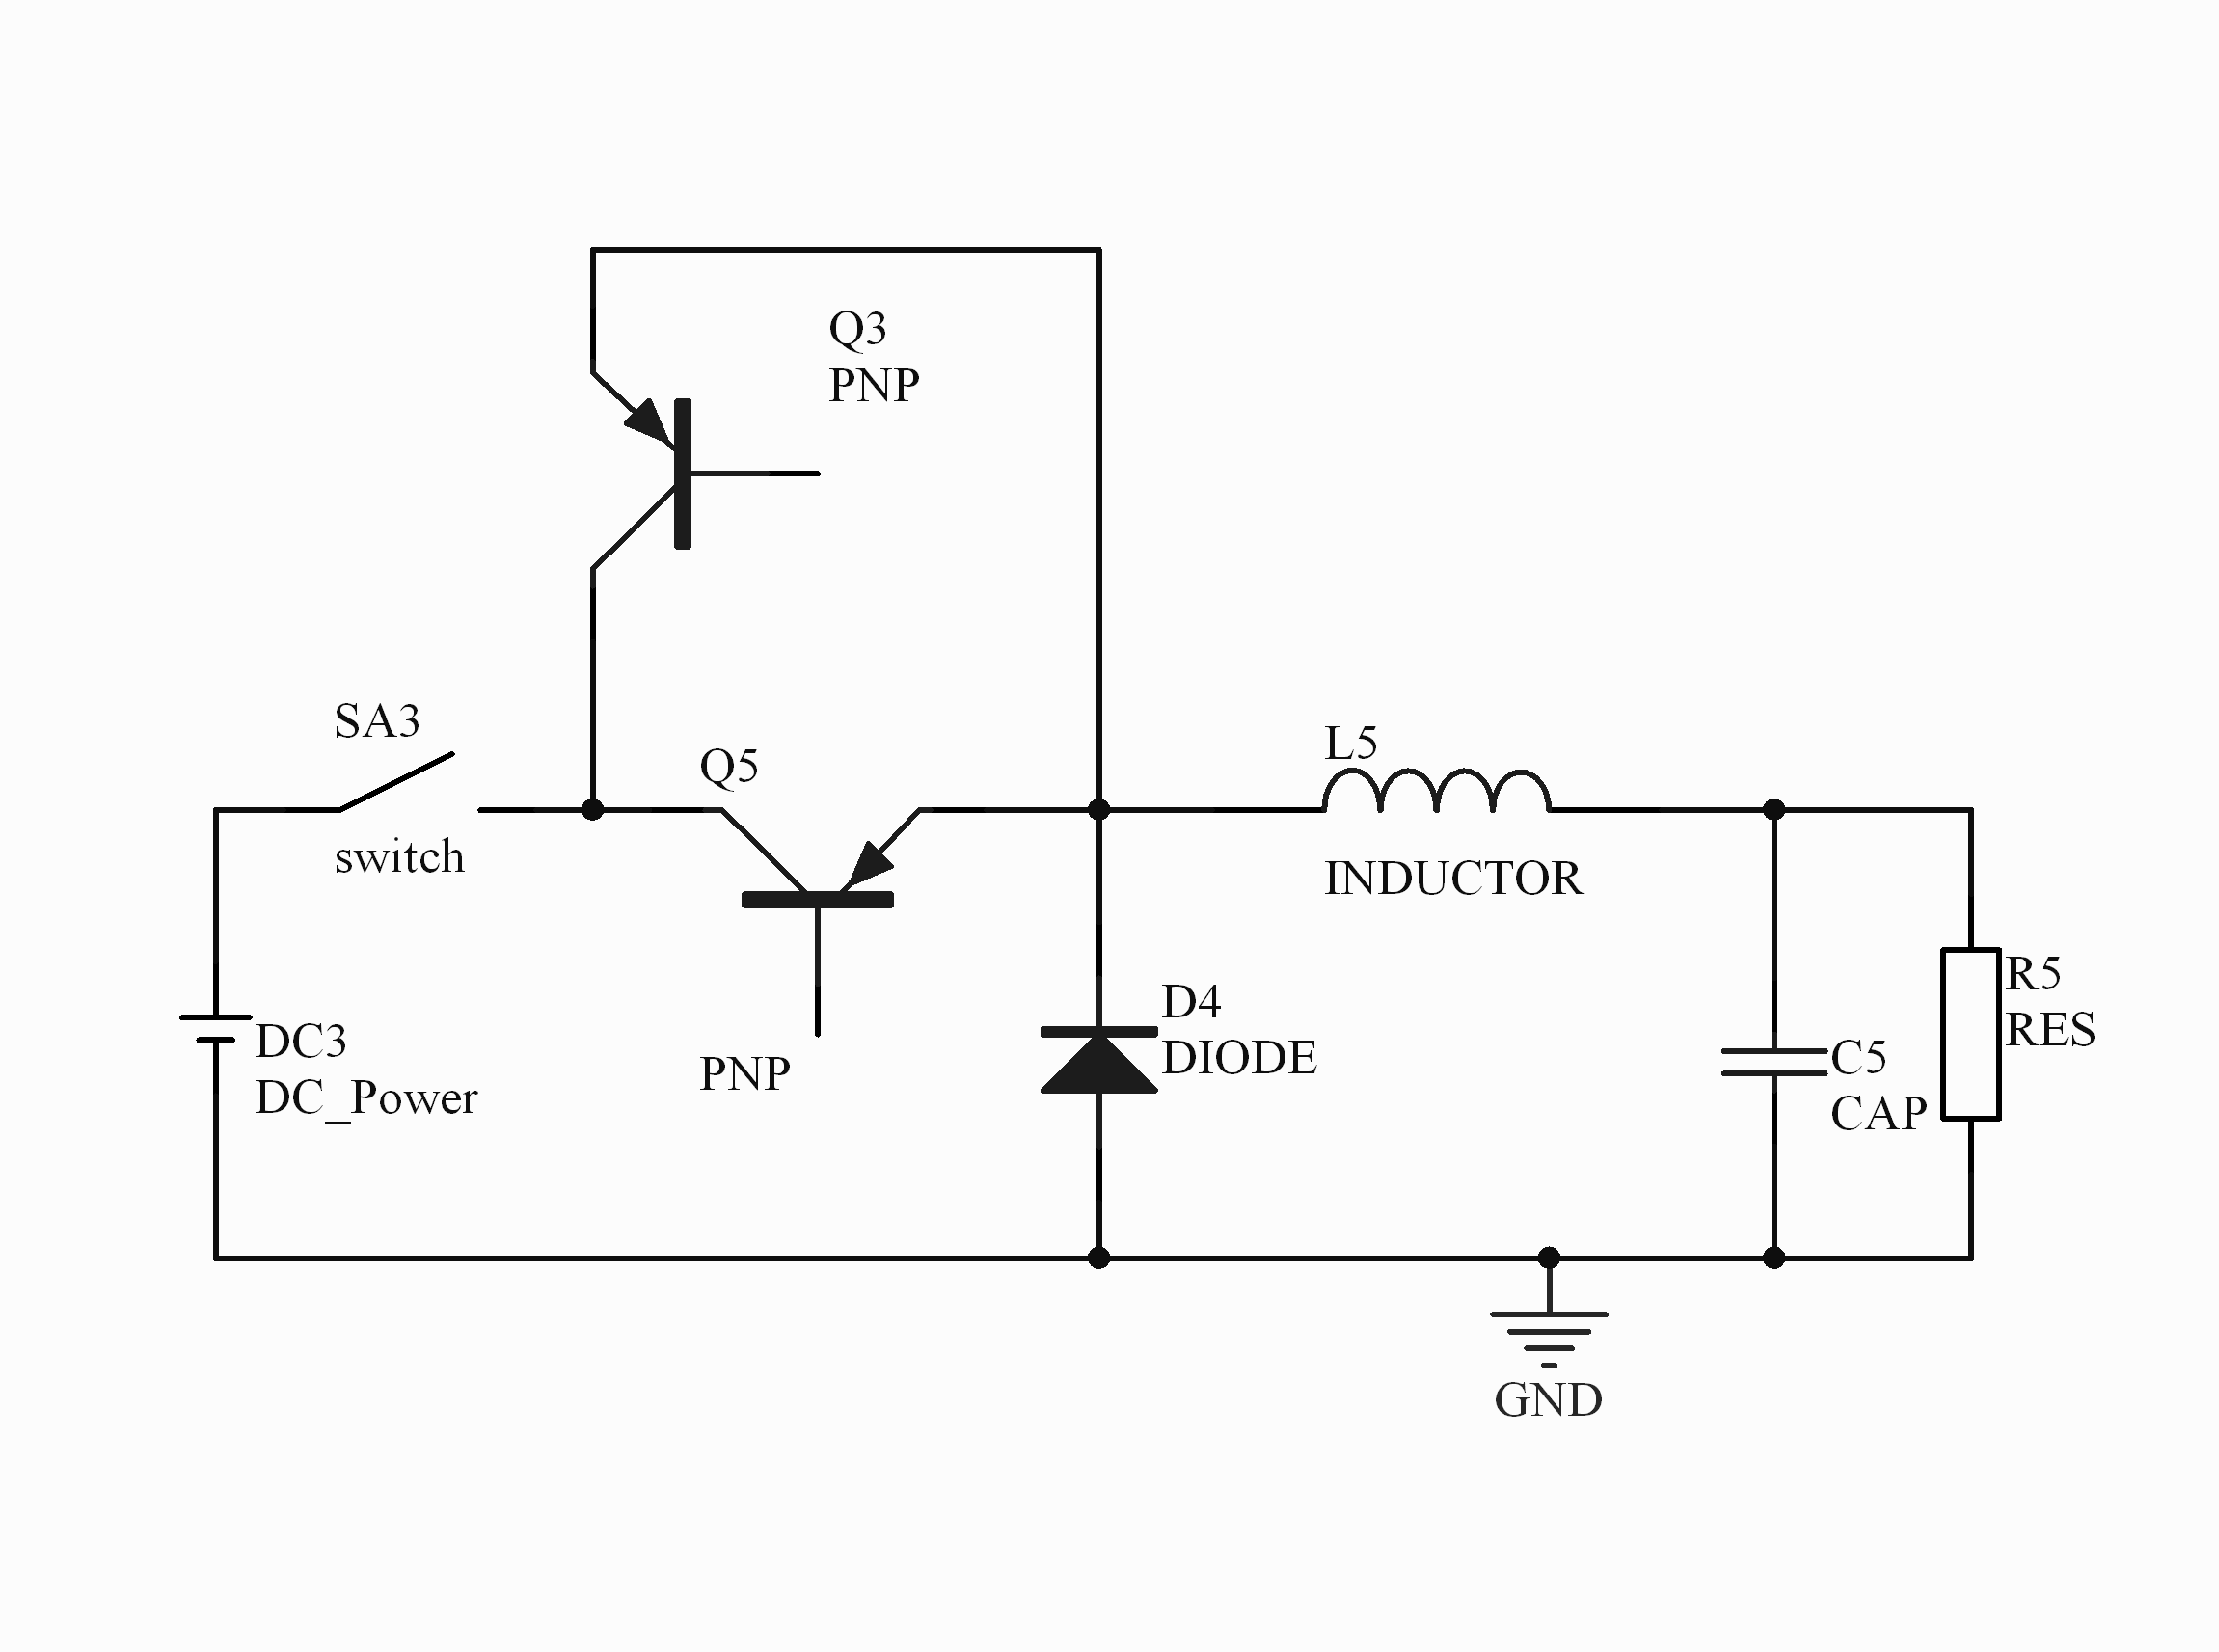 Q3
PNP
SA3
switch
Q5
PNP
L5
INDUCTOR
DC3
DC_Power
D4
DIODE
C5
CAP
R5
RES
GND